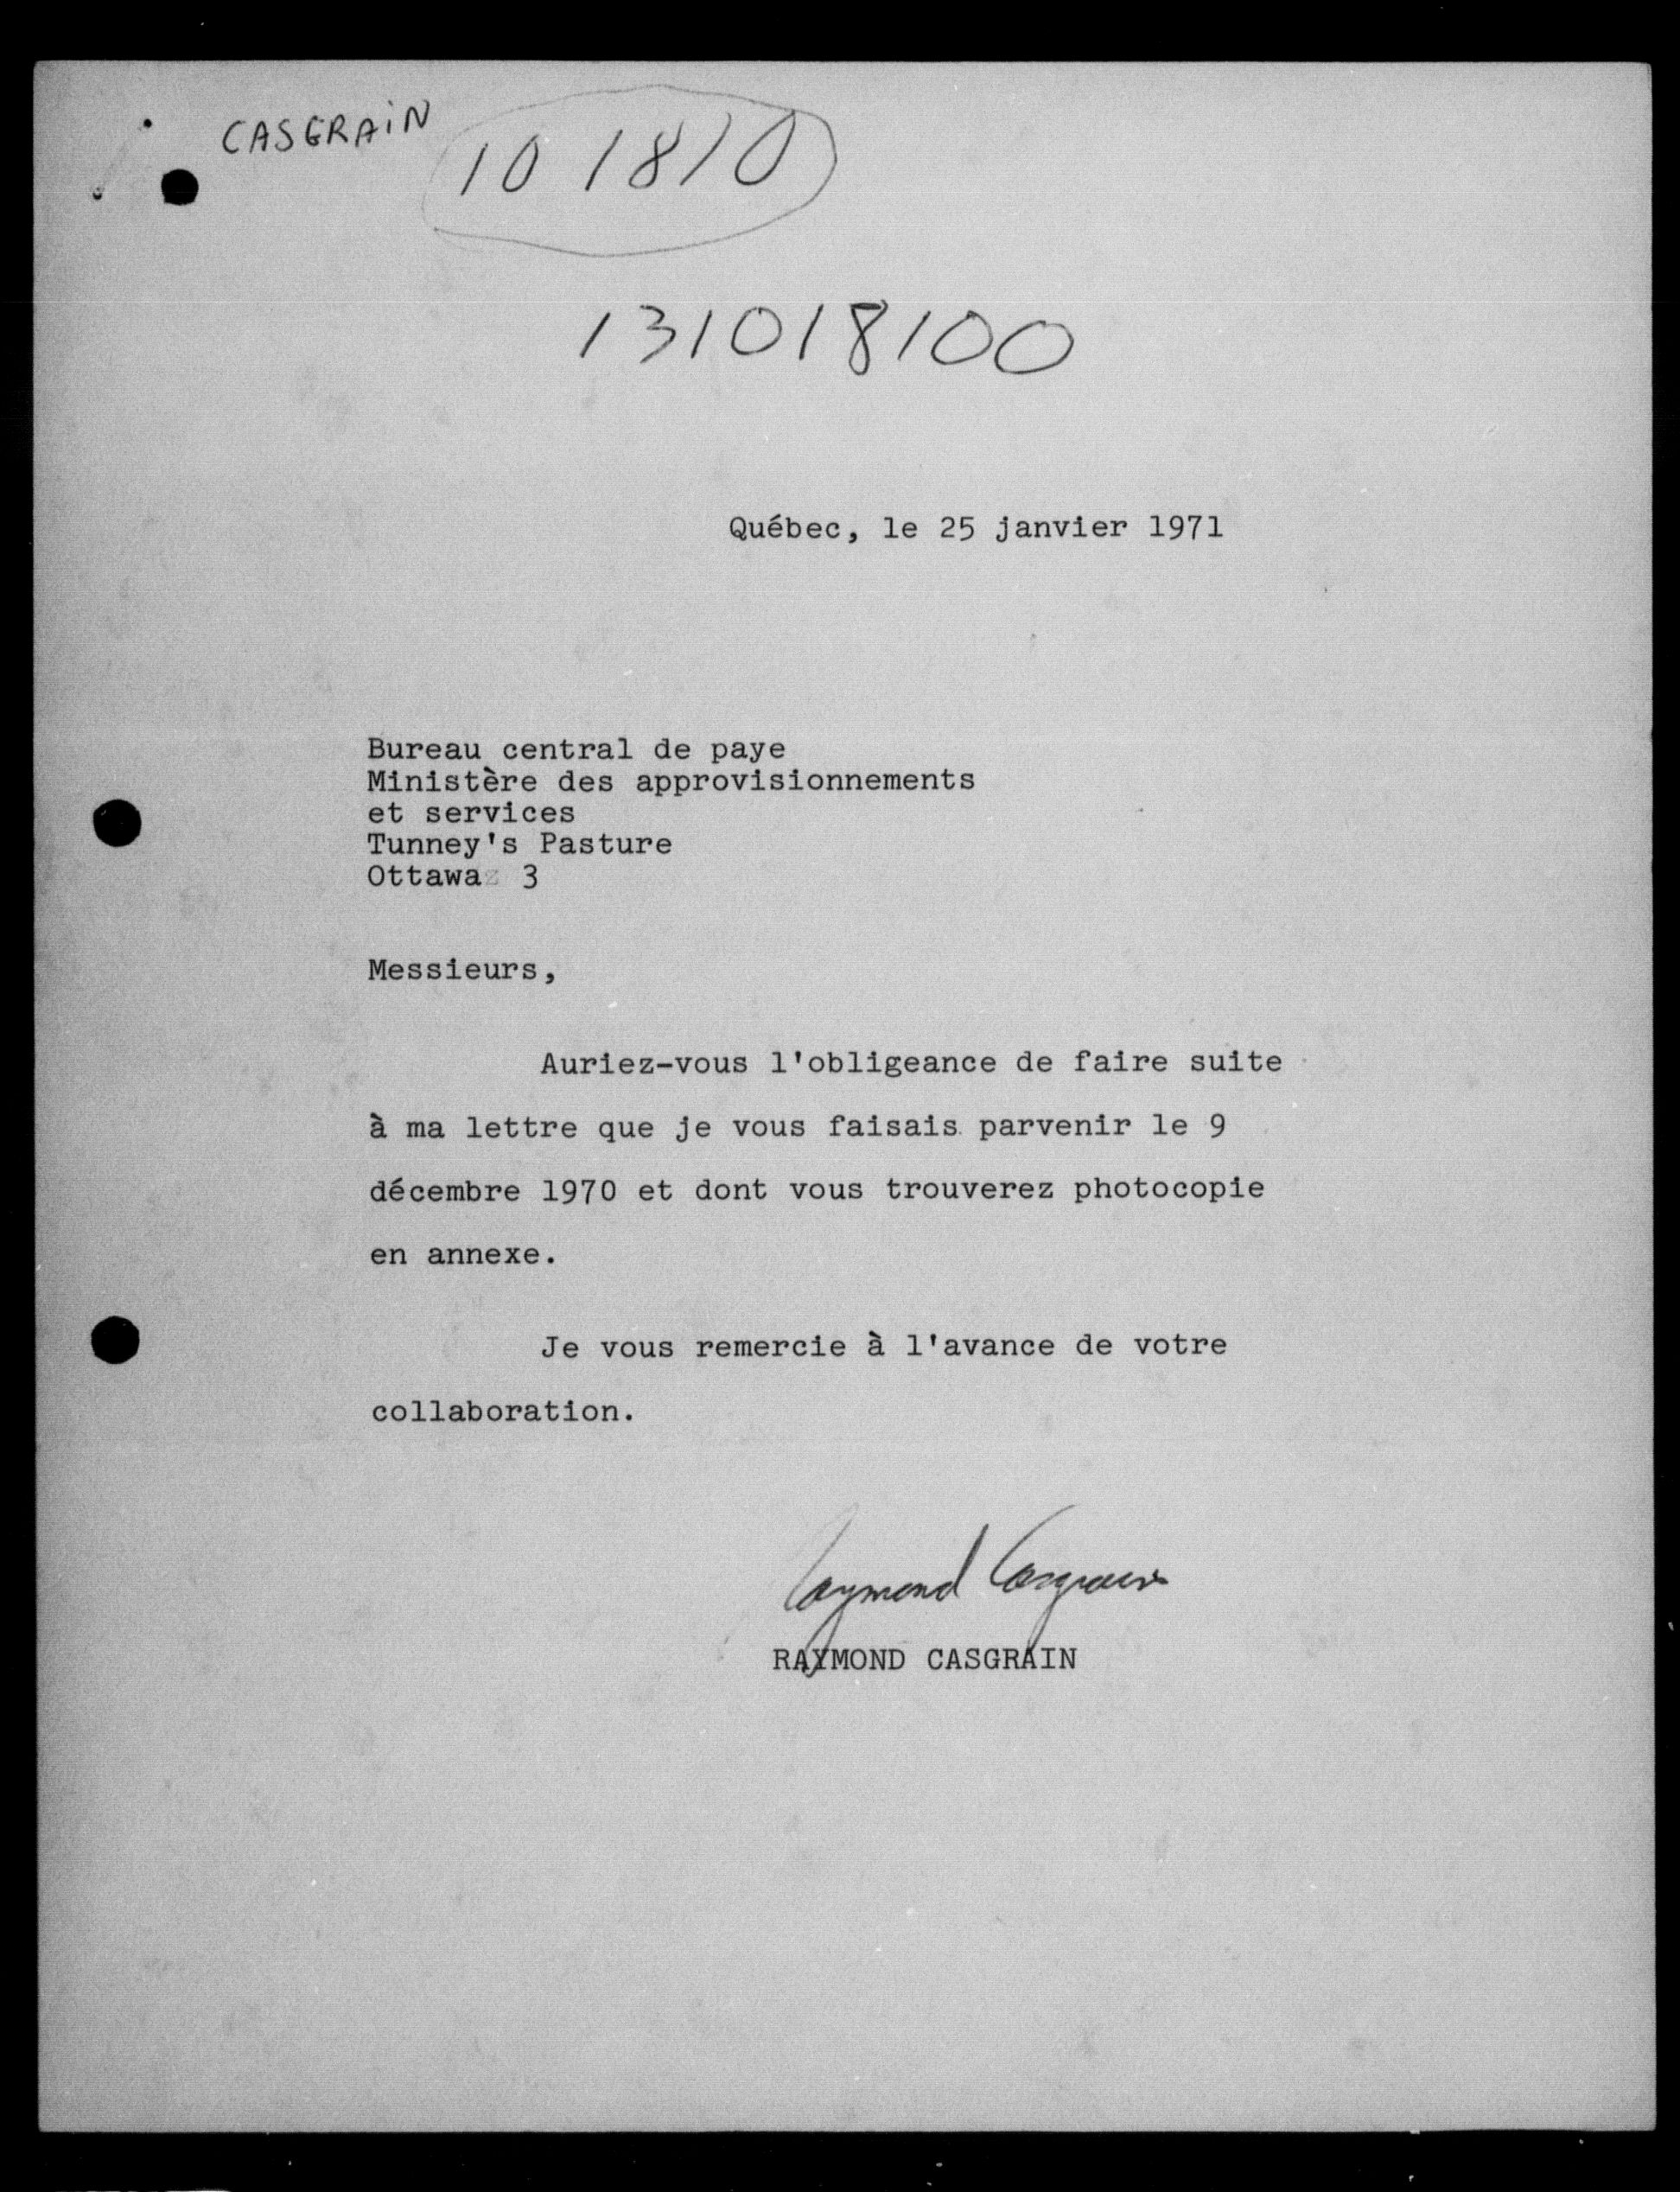 CASGRAIN
101810
131018100
Québec, le 25 janvier 1971
Bureau central de paye
Ministère des approvisionnements
et services
Tunney's Pasture
Ottawa 3
Messieurs,
Auriez-vous l'obligeance de faire suite
à ma lettre que je vous faisais parvenir le 9
décembre 1970 et dont vous trouverez photocopie
en annexe.
Je vous remercie à l'avance de votre
collaboration.
Raymond Casgrain
RAYMOND CASGRAIN